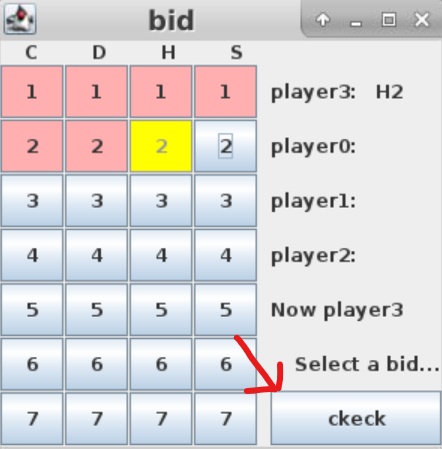 bid
C D H S
1 1 1 1 player3: H2
2 2 2 2 player0:
3 3 3 3 player1:
4 4 4 4 player2:
5 5 5 5 Now player3
6 6 6 6 Select a bid...
7 7 7 7 ckeck